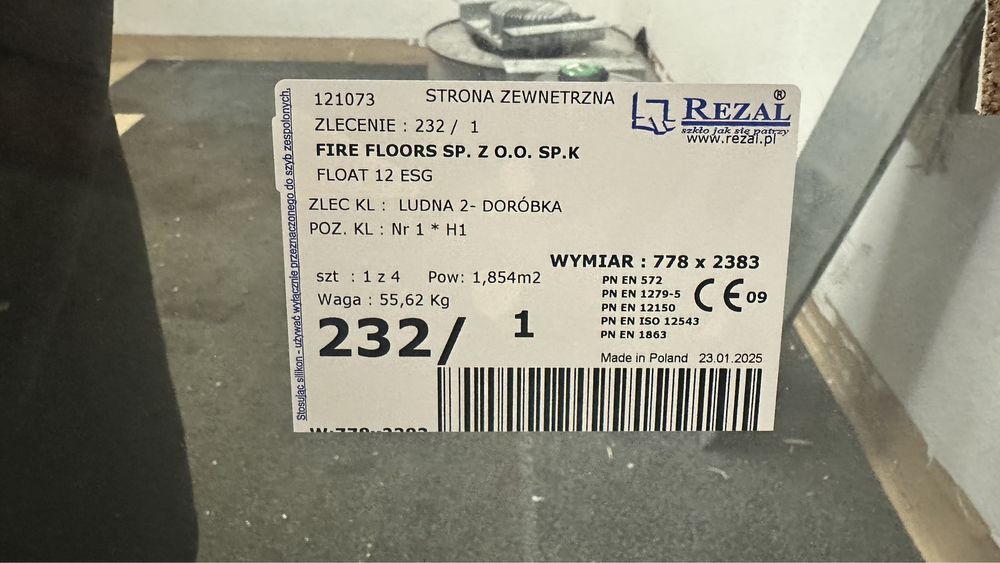 121073 STRONA ZEWNETRZNA
REZAL®
szkło jak się patrzy
www.rezal.pl
ZLECENIE : 232 / 1
FIRE FLOORS SP. Z O.O. SP.K
FLOAT 12 ESG
ZLEC KL : LUDNA 2- DORÓBKA
POZ. KL : Nr 1 * H1
WYMIAR : 778 x 2383
szt : 1 z 4 Pow: 1,854m2
Waga : 55,62 Kg
PN EN 572
PN EN 1279-5
PN EN 12150
PN EN ISO 12543
PN EN 1863
CE 09
232/ 1
Made in Poland 23.01.2025
W:778x2383
Stosując silikon - używać wyłącznie przeznaczonego do szyb zespolonych.